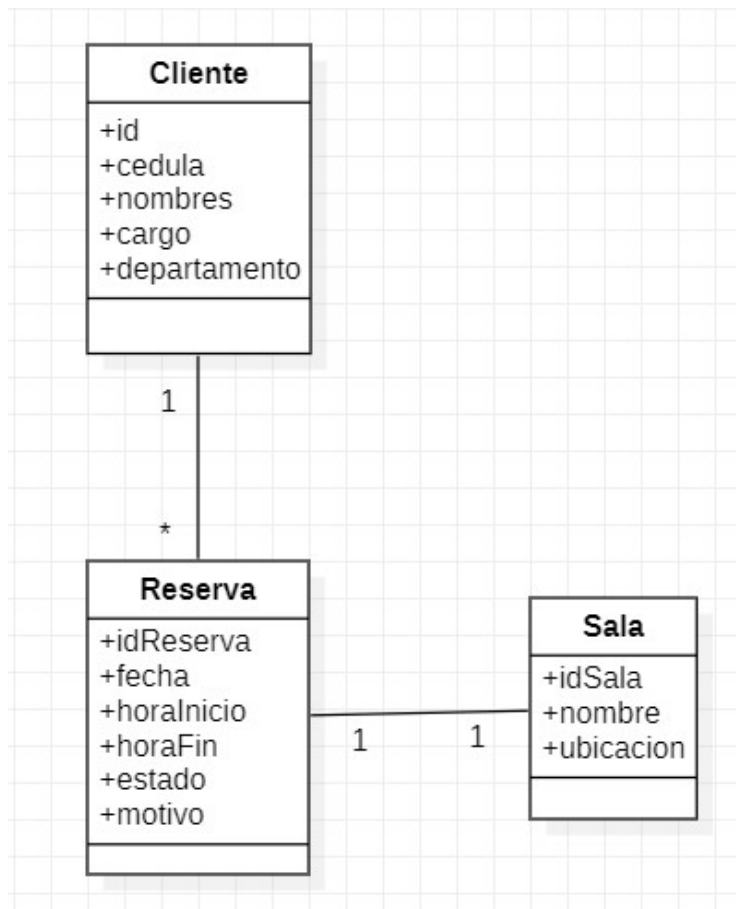 Cliente
+id
+cedula
+nombres
+cargo
+departamento
1
*
Reserva
+idReserva
+fecha
+horaInicio
+horaFin
+estado
+motivo
1
1
Sala
+idSala
+nombre
+ubicacion